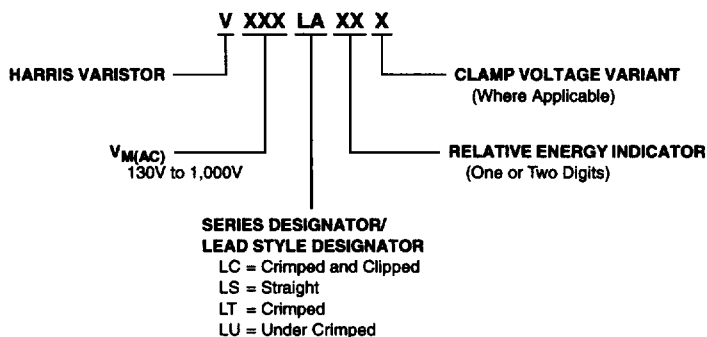 V XXX LA XX X
HARRIS VARISTOR
CLAMP VOLTAGE VARIANT
(Where Applicable)
VM(AC)
130V to 1,000V
RELATIVE ENERGY INDICATOR
(One or Two Digits)
SERIES DESIGNATOR/
LEAD STYLE DESIGNATOR
LC = Crimped and Clipped
LS = Straight
LT = Crimped
LU = Under Crimped